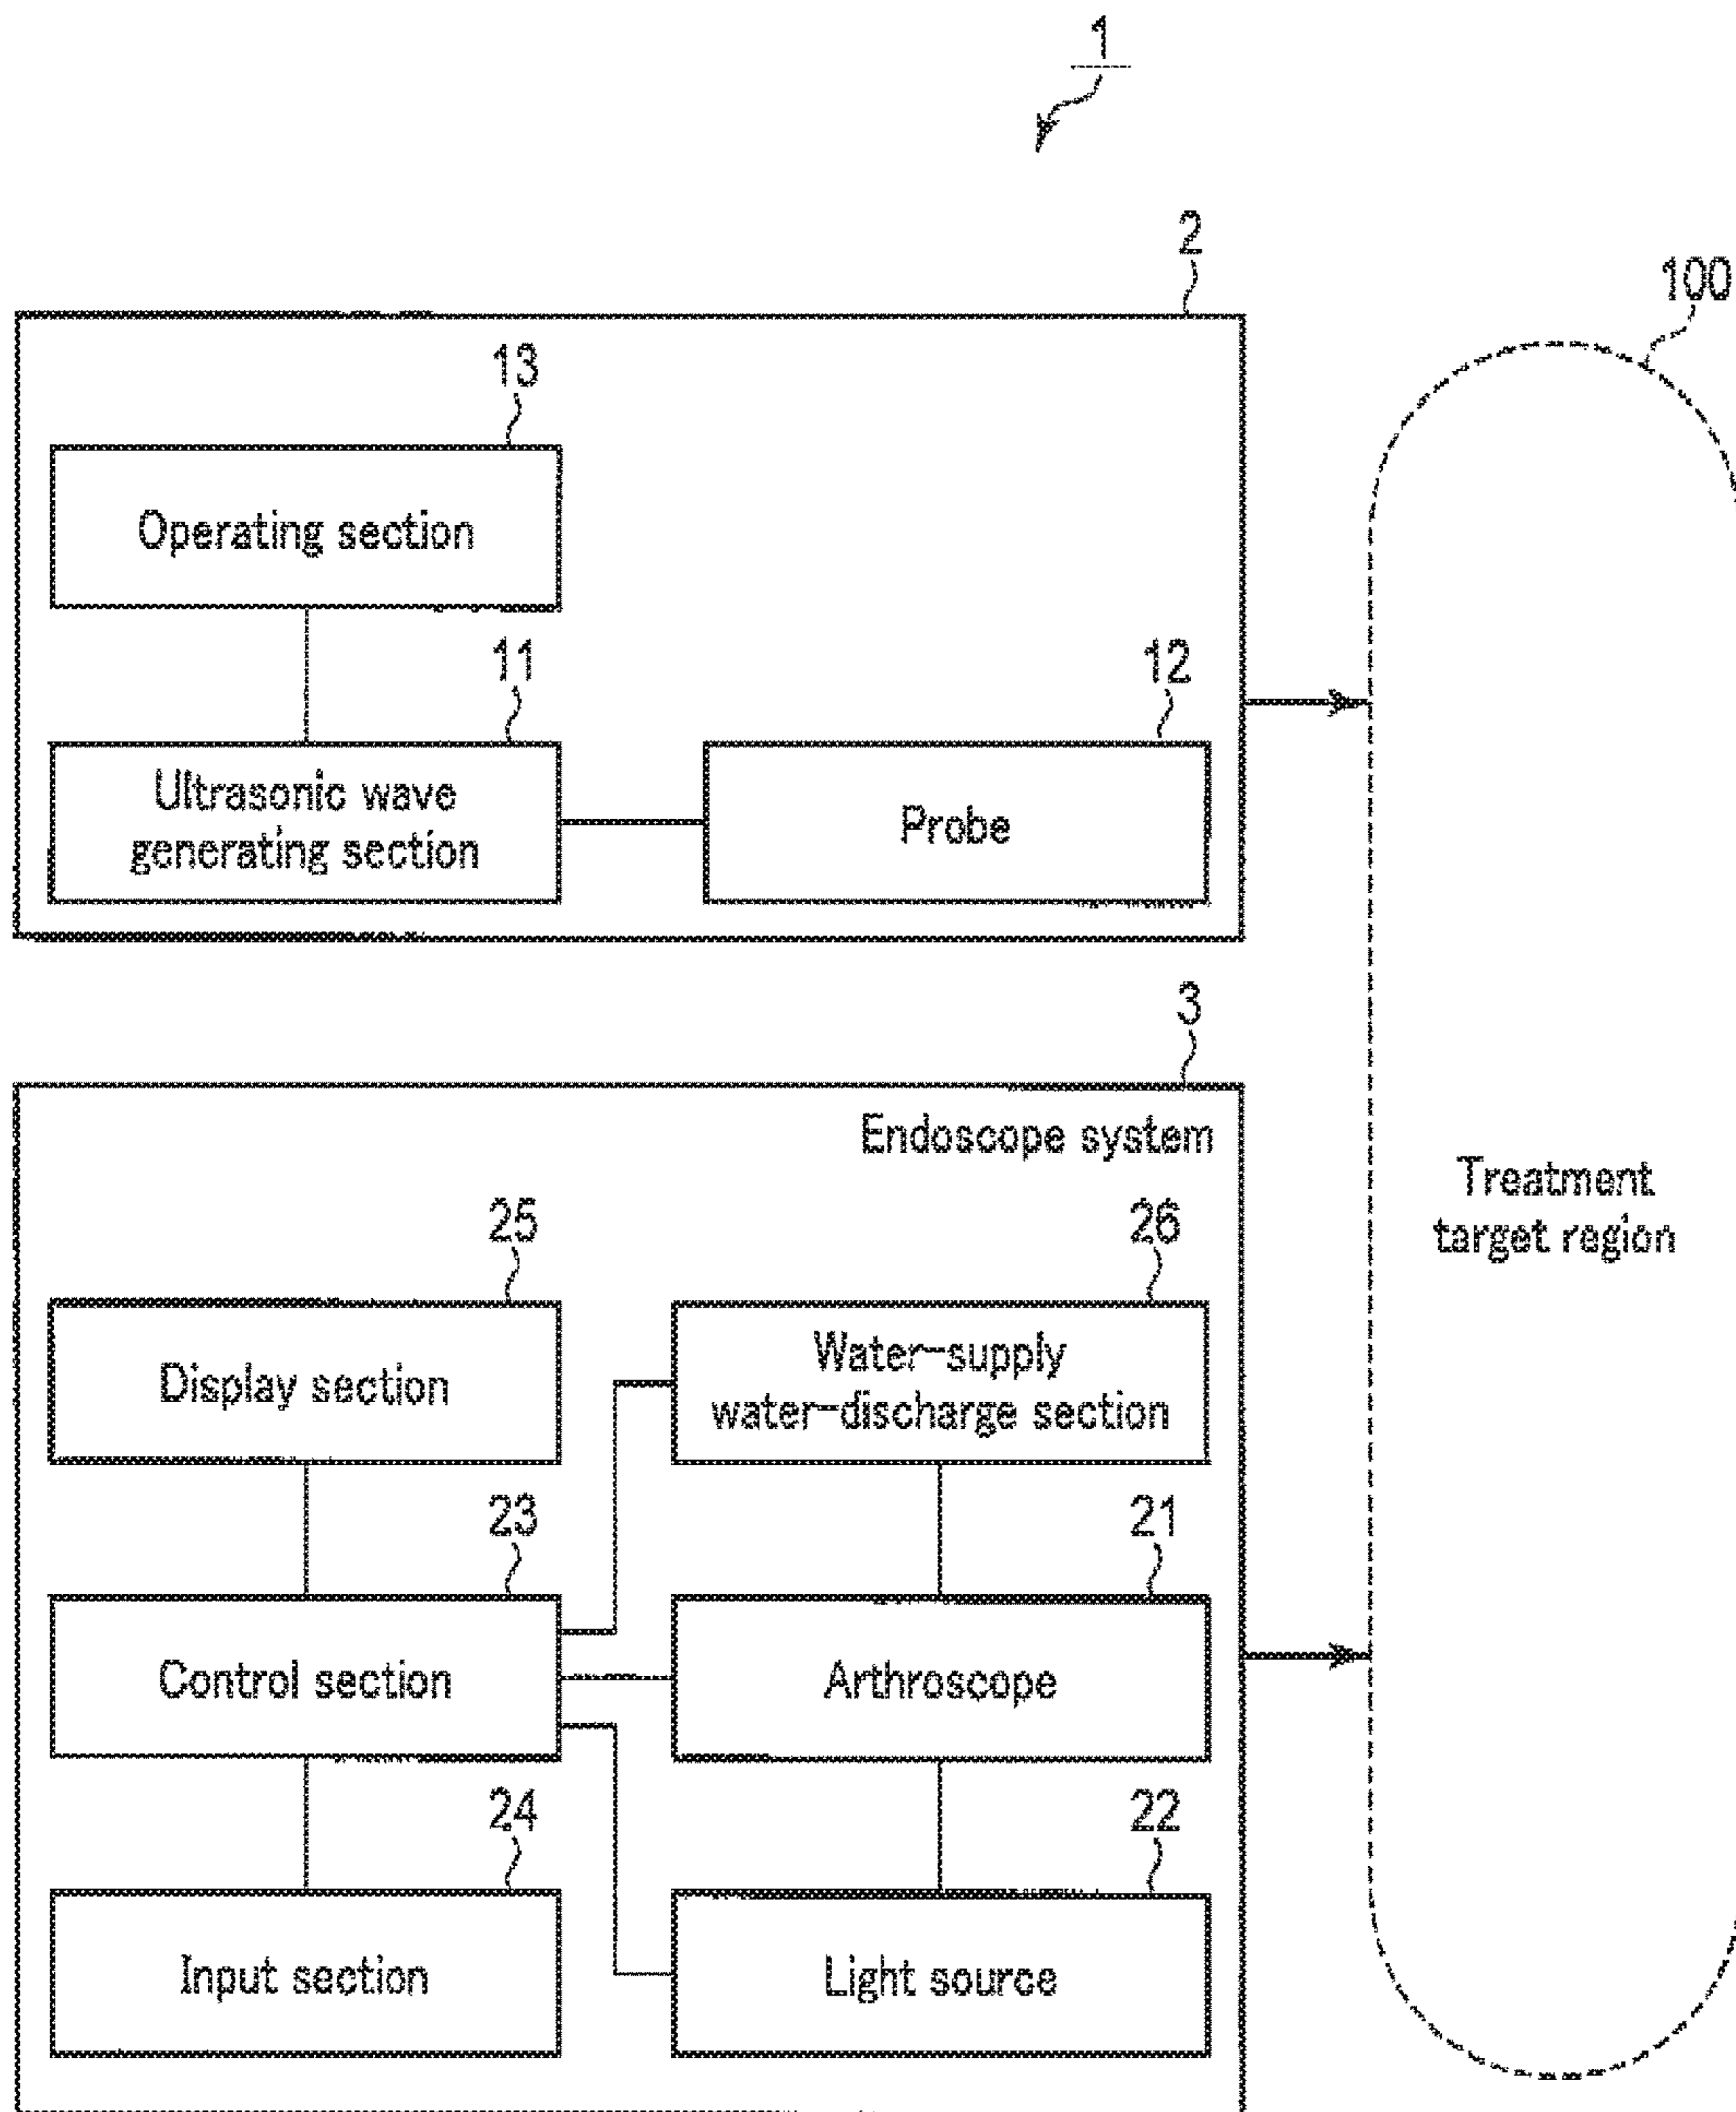 1
2
100
13
Operating section
11
12
Ultrasonic wave
generating section
Probe
3
Endoscope system
Treatment
target region
25
26
Display section
Water-supply
water-discharge section
23
21
Control section
Arthroscope
24
22
Input section
Light source